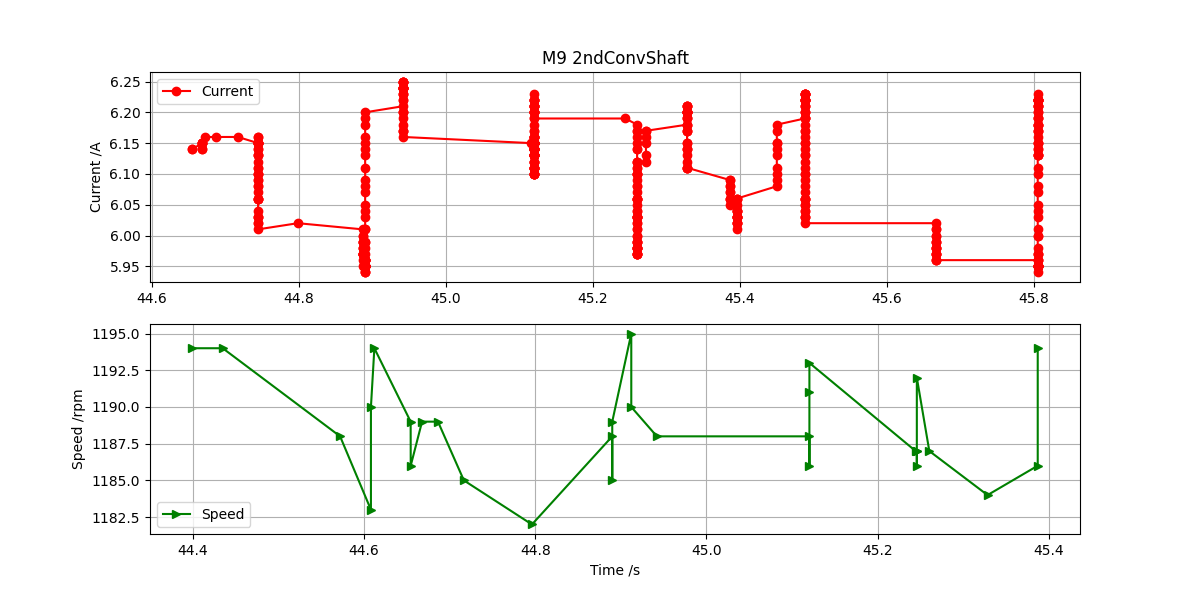 M9 2ndConvShaft
Current /A
6.25
6.20
6.15
6.10
6.05
6.00
5.95
Current
44.6 44.8 45.0 45.2 45.4 45.6 45.8
Speed /rpm
1195.0
1192.5
1190.0
1187.5
1185.0
1182.5
Speed
44.4 44.6 44.8 45.0 45.2 45.4
Time /s